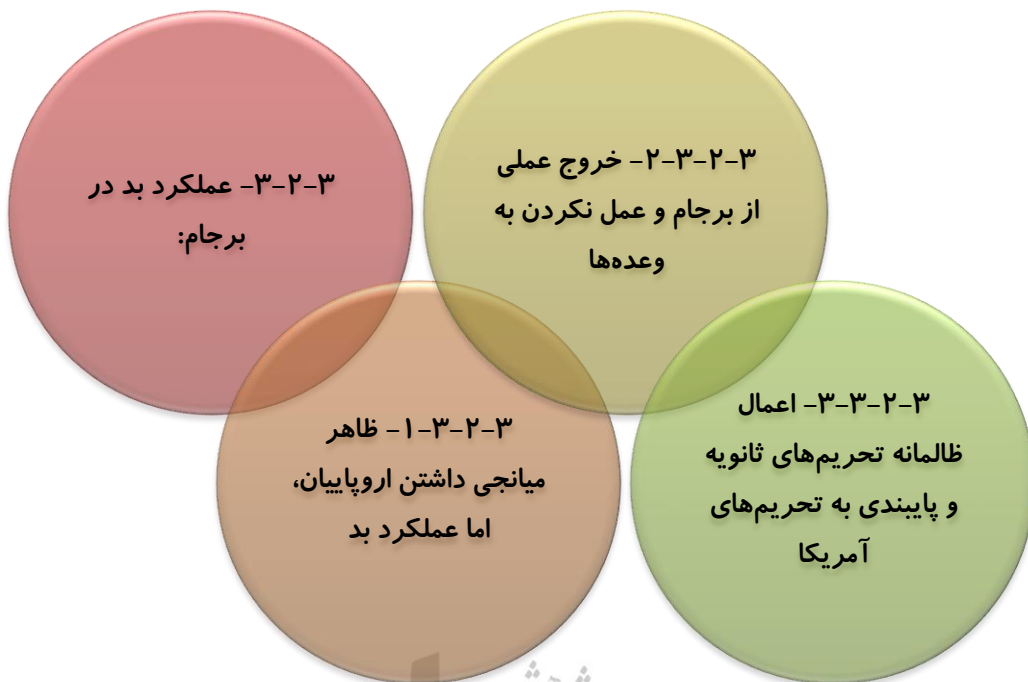 ۳-۲-۳- عملکرد بد در
برجام:
۳-۲-۳-۱- ظاهر
میانجی داشتن اروپاییان،
اما عملکرد بد
۳-۲-۳-۲- خروج عملی
از برجام و عمل نکردن به
وعده‌ها
۳-۲-۳-۳- اعمال
ظالمانه تحریم‌های ثانویه
و پایبندی به تحریم‌های
آمریکا